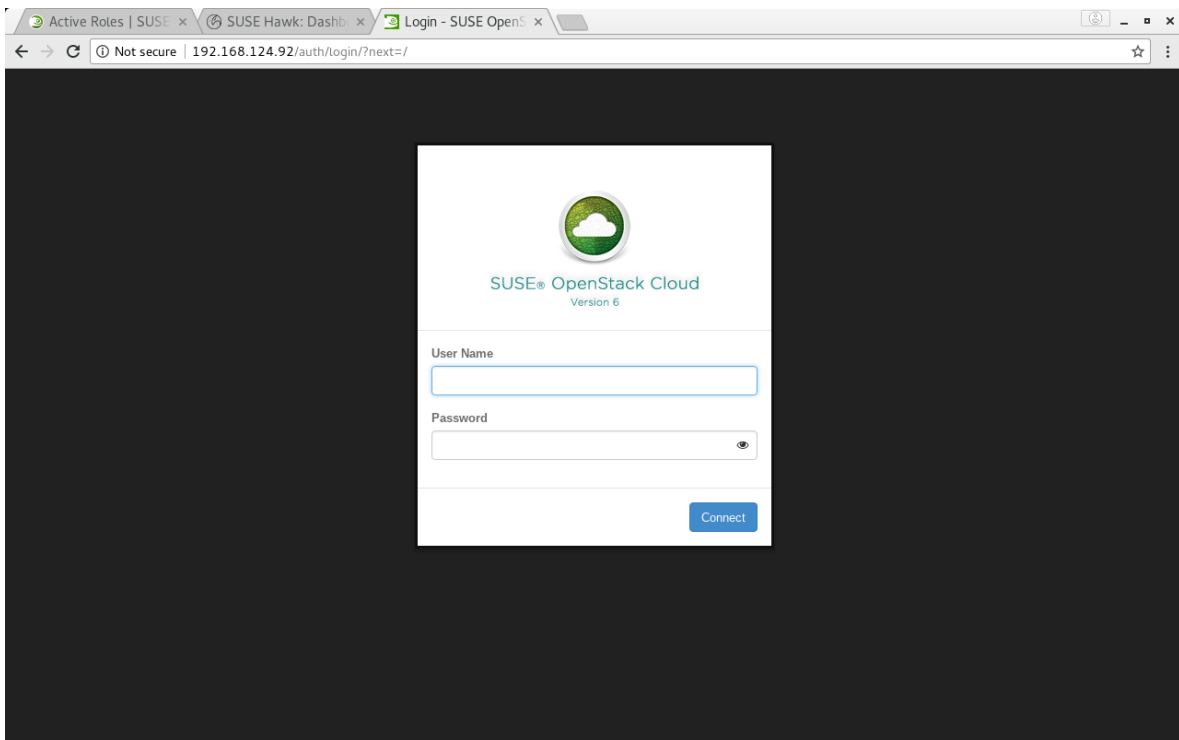 Active Roles | SUSE
SUSE Hawk: Dashb
Login - SUSE OpenS
Not secure | 192.168.124.92/auth/login/?next=/
SUSE® OpenStack Cloud
Version 6
User Name
Password
Connect